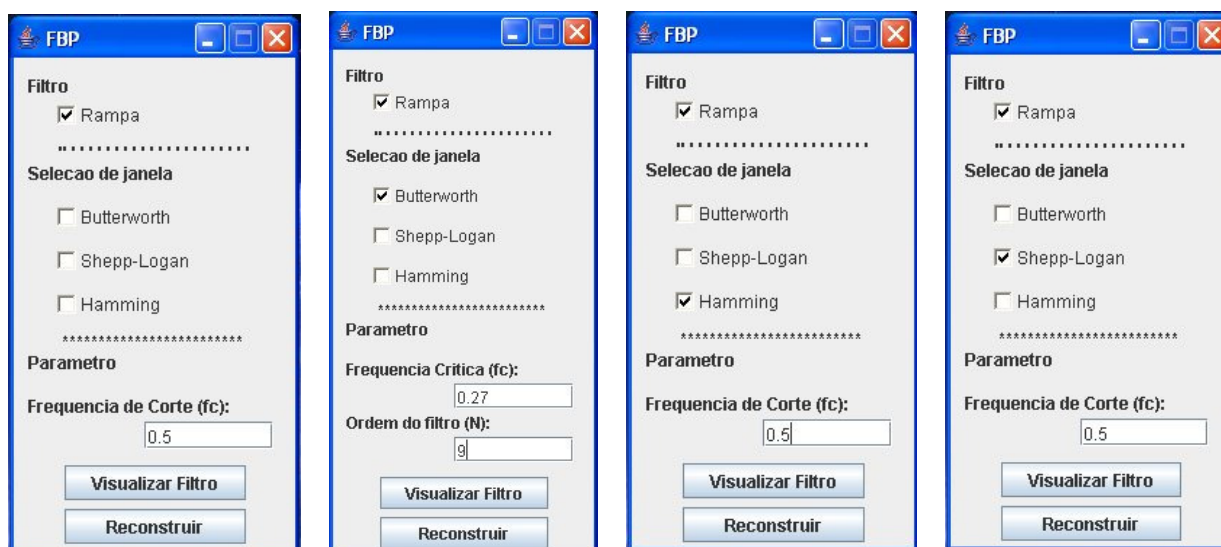 FBP
Filtro
Rampa
Selecao de janela
Butterworth
Shepp-Logan
Hamming
*************************
Parametro
Frequencia de Corte (fc):
0.5
Visualizar Filtro
Reconstruir
FBP
Filtro
Rampa
Selecao de janela
Butterworth
Shepp-Logan
Hamming
*************************
Parametro
Frequencia Critica (fc):
0.27
Ordem do filtro (N):
9
Visualizar Filtro
Reconstruir
FBP
Filtro
Rampa
Selecao de janela
Butterworth
Shepp-Logan
Hamming
*************************
Parametro
Frequencia de Corte (fc):
0.5
Visualizar Filtro
Reconstruir
FBP
Filtro
Rampa
Selecao de janela
Butterworth
Shepp-Logan
Hamming
*************************
Parametro
Frequencia de Corte (fc):
0.5
Visualizar Filtro
Reconstruir